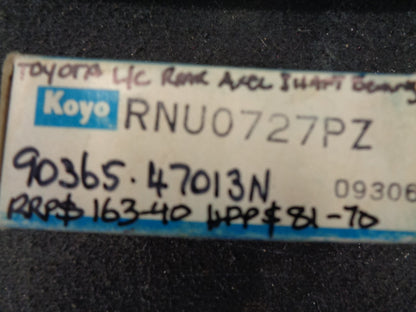 TOYOTA L/C REAR AXEL SHAFT Bearing
Koyo RNU0727PZ
90365-47013N 09306
RRP$ 163-40 WPP$ 81-70